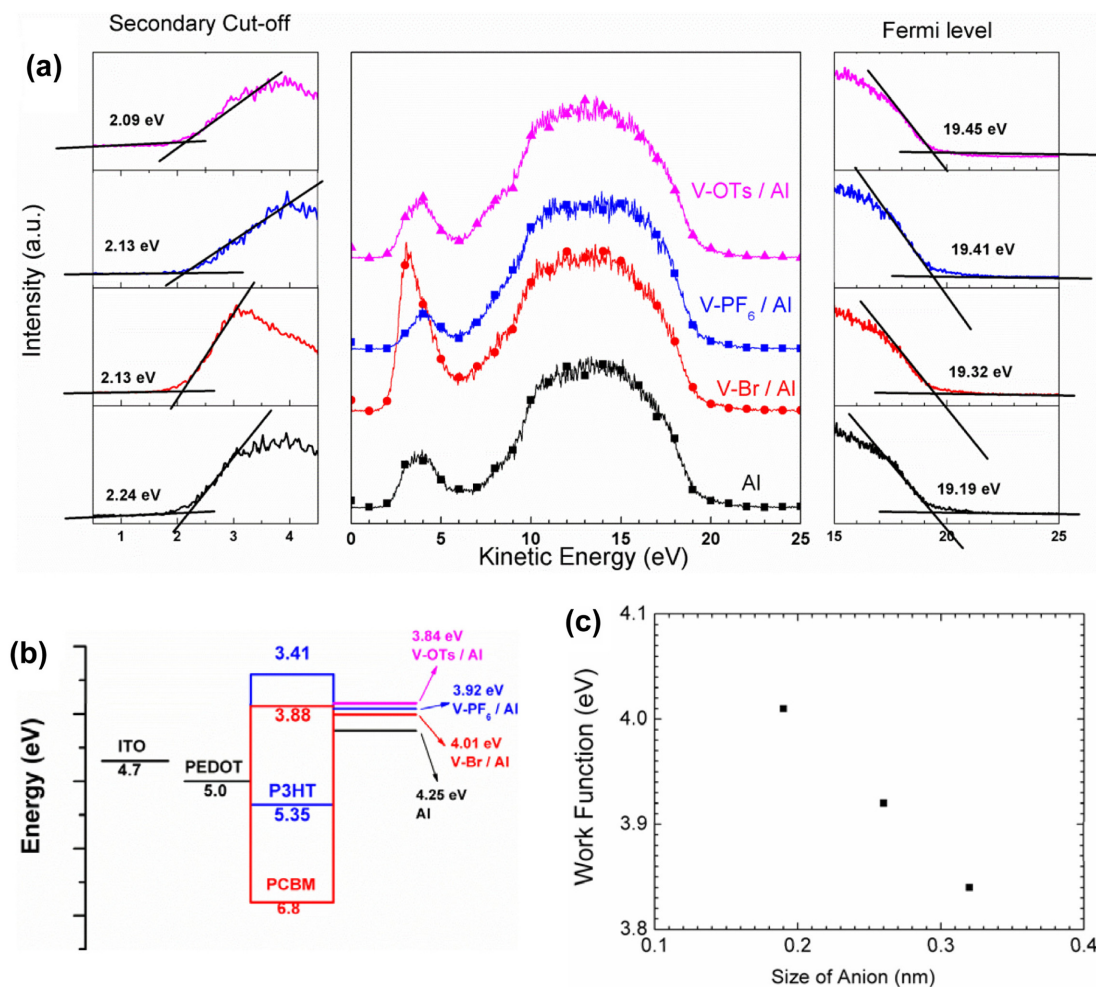 Secondary Cut-off
Fermi level
(a)
Intensity (a.u.)
2.09 eV
2.13 eV
2.13 eV
2.24 eV
1 2 3 4
V-OTs / Al
V-PF6 / Al
V-Br / Al
Al
0 5 10 15 20 25
Kinetic Energy (eV)
19.45 eV
19.41 eV
19.32 eV
19.19 eV
15 20 25
(b)
Energy (eV)
ITO
4.7
PEDOT
5.0
3.41
3.88
P3HT
5.35
PCBM
6.8
3.84 eV
V-OTs / Al
3.92 eV
V-PF6 / Al
4.01 eV
V-Br / Al
4.25 eV
Al
(c)
Work Function (eV)
4.1
4.0
3.9
3.8
0.1 0.2 0.3 0.4
Size of Anion (nm)